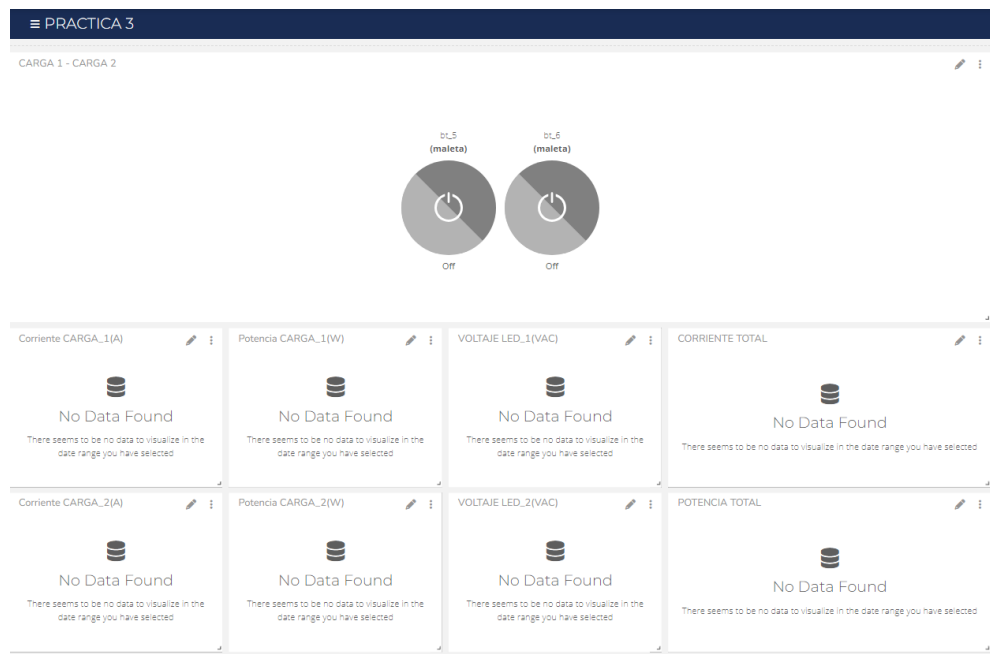 ≡ PRACTICA 3
CARGA 1 - CARGA 2
bt_5 bt_6
(maleta) (maleta)
Off Off
Corriente CARGA_1(A) Potencia CARGA_1(W) VOLTAJE LED_1(VAC) CORRIENTE TOTAL
No Data Found No Data Found No Data Found No Data Found
There seems to be no data to visualize in the There seems to be no data to visualize in the There seems to be no data to visualize in the There seems to be no data to visualize in the date range you have selected
date range you have selected date range you have selected date range you have selected
Corriente CARGA_2(A) Potencia CARGA_2(W) VOLTAJE LED_2(VAC) POTENCIA TOTAL
No Data Found No Data Found No Data Found No Data Found
There seems to be no data to visualize in the There seems to be no data to visualize in the There seems to be no data to visualize in the There seems to be no data to visualize in the date range you have selected
date range you have selected date range you have selected date range you have selected